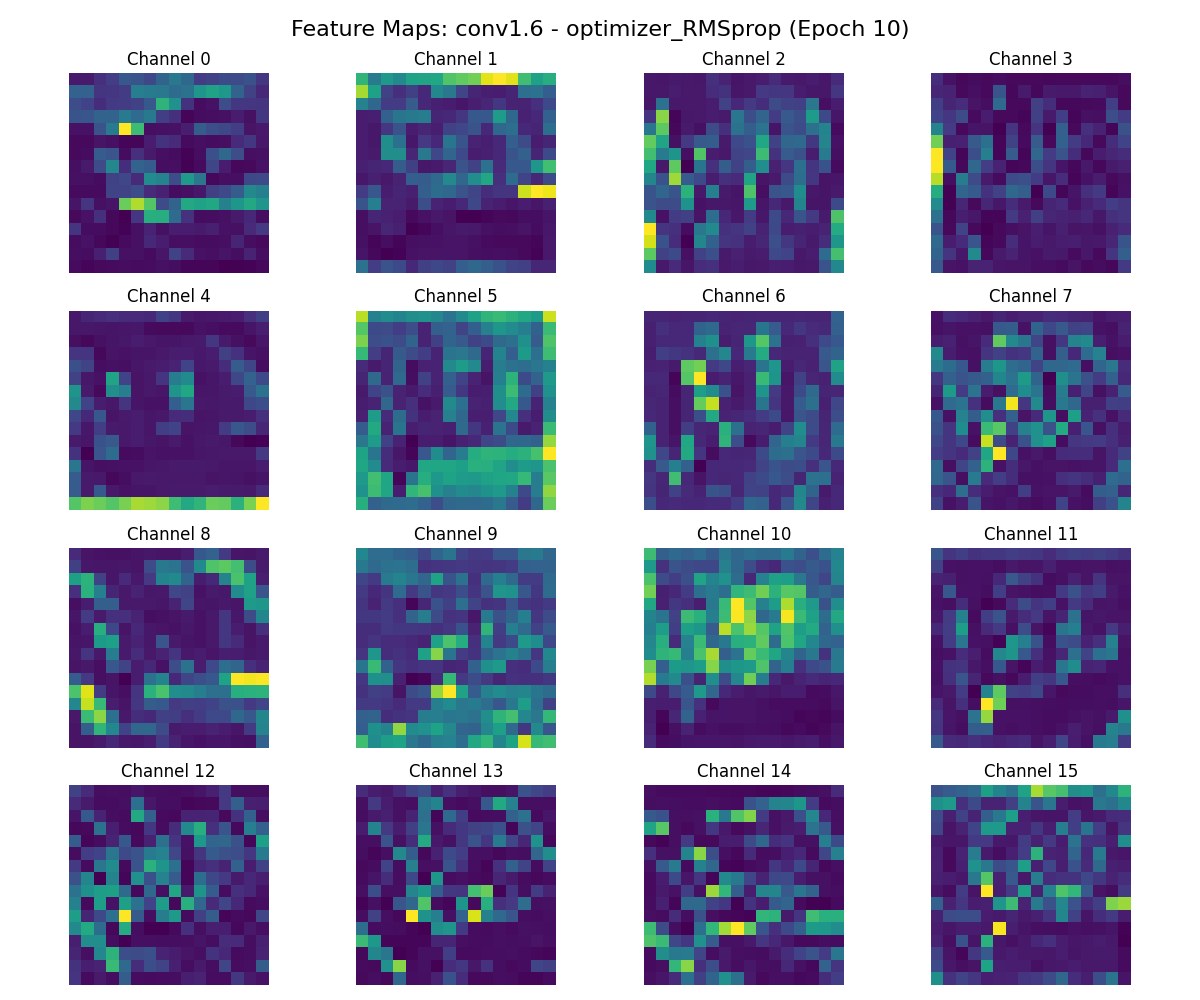 Feature Maps: conv1.6 - optimizer_RMSprop (Epoch 10)
Channel 0 Channel 1 Channel 2 Channel 3
Channel 4 Channel 5 Channel 6 Channel 7
Channel 8 Channel 9 Channel 10 Channel 11
Channel 12 Channel 13 Channel 14 Channel 15